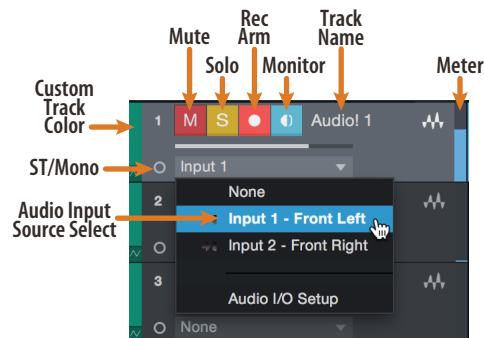 Mute
Rec
Arm
Track
Name
Solo
Monitor
Meter
Custom
Track
Color
1 M S Audio! 1
ST/Mono
Input 1
Audio Input
Source Select
2
None
Input 1 - Front Left
Input 2 - Front Right
3
Audio I/O Setup
None